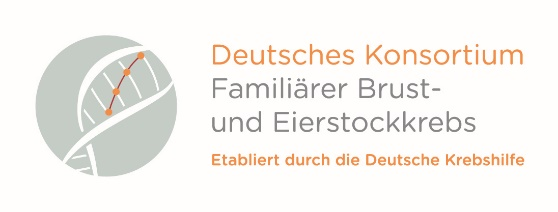 Deutsches Konsortium
Familiärer Brust-
und Eierstockkrebs
Etabliert durch die Deutsche Krebshilfe